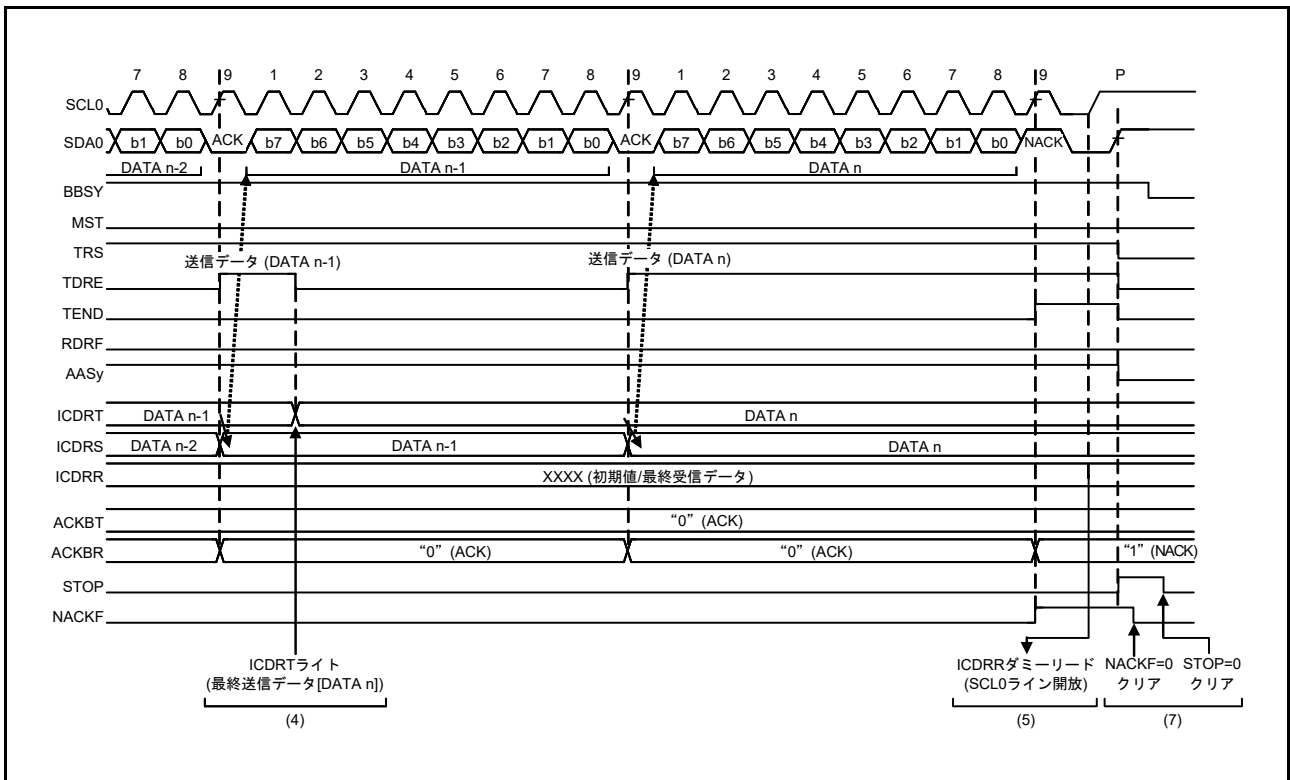 7 8 9 1 2 3 4 5 6 7 8 9 1 2 3 4 5 6 7 8 9 P
SCL0
SDA0 b1 b0 ACK b7 b6 b5 b4 b3 b2 b1 b0 ACK b7 b6 b5 b4 b3 b2 b1 b0 NACK
DATA n-2 DATA n-1 DATA n
BBSY
MST
TRS
送信データ (DATA n-1) 送信データ (DATA n)
TDRE
TEND
RDRF
AASy
ICDRT DATA n-1 DATA n
ICDRS DATA n-2 DATA n-1 DATA n
ICDRR XXXX (初期値/最終受信データ)
ACKBT “0” (ACK)
ACKBR “0” (ACK) “0” (ACK) “1” (NACK)
STOP
NACKF
ICDRTライト ICDRRダミーリード NACKF=0 STOP=0
(最終送信データ[DATA n]) (SCL0ライン開放) クリア クリア
(4) (5) (7)